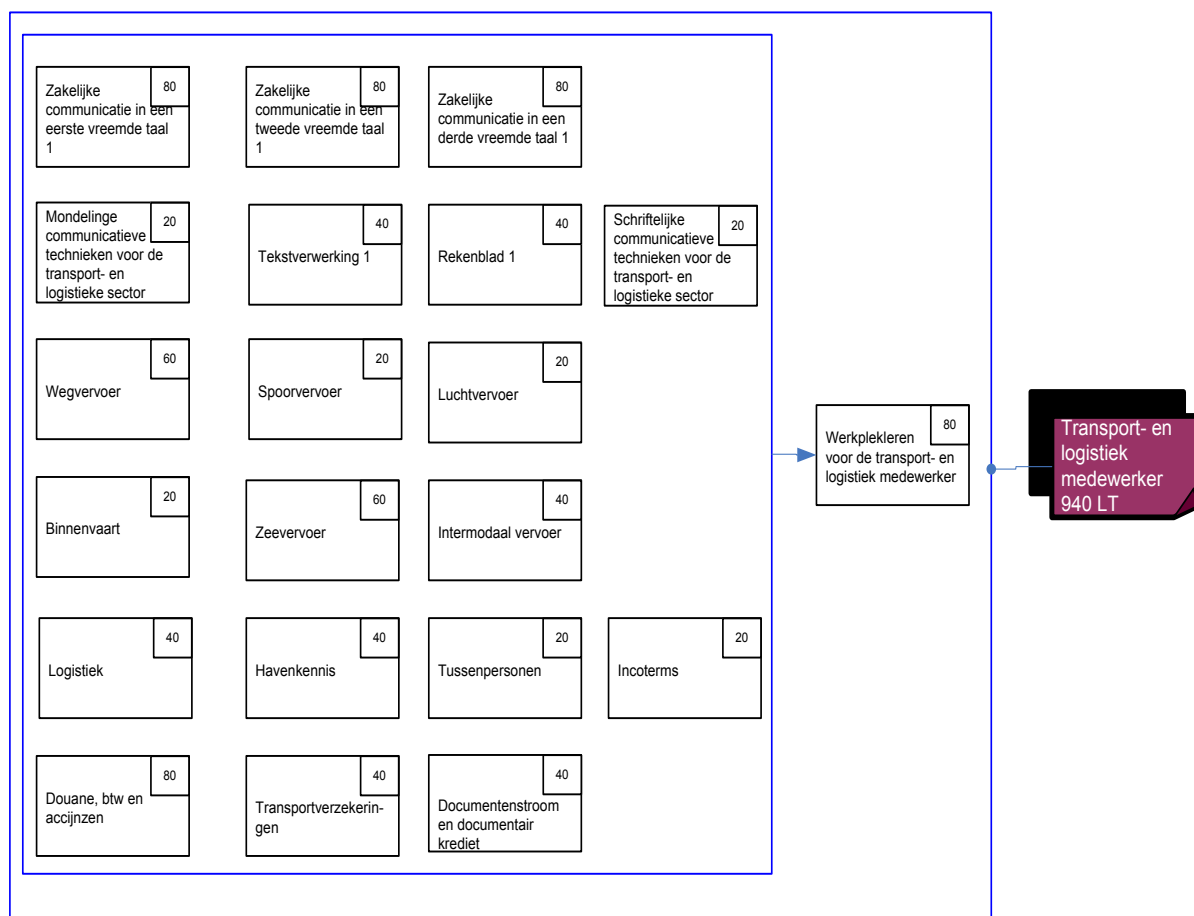 80
Zakelijke
communicatie in een
eerste vreemde taal
1
80
Zakelijke
communicatie in een
tweede vreemde taal
1
80
Zakelijke
communicatie in een
derde vreemde taal 1
20
Mondelinge
communicatieve
technieken voor de
transport- en
logistieke sector
40
Tekstverwerking 1
40
Rekenblad 1
20
Schriftelijke
communicatieve
technieken voor de
transport- en
logistieke sector
60
Wegvervoer
20
Spoorvervoer
20
Luchtvervoer
20
Binnenvaart
60
Zeevervoer
40
Intermodaal vervoer
40
Logistiek
40
Havenkennis
20
Tussenpersonen
20
Incoterms
80
Douane, btw en
accijnzen
40
Transportverzekerin-
gen
40
Documentenstroom
en documentair
krediet
80
Werkplekleren
voor de transport- en
logistiek medewerker
Transport- en
logistiek
medewerker
940 LT